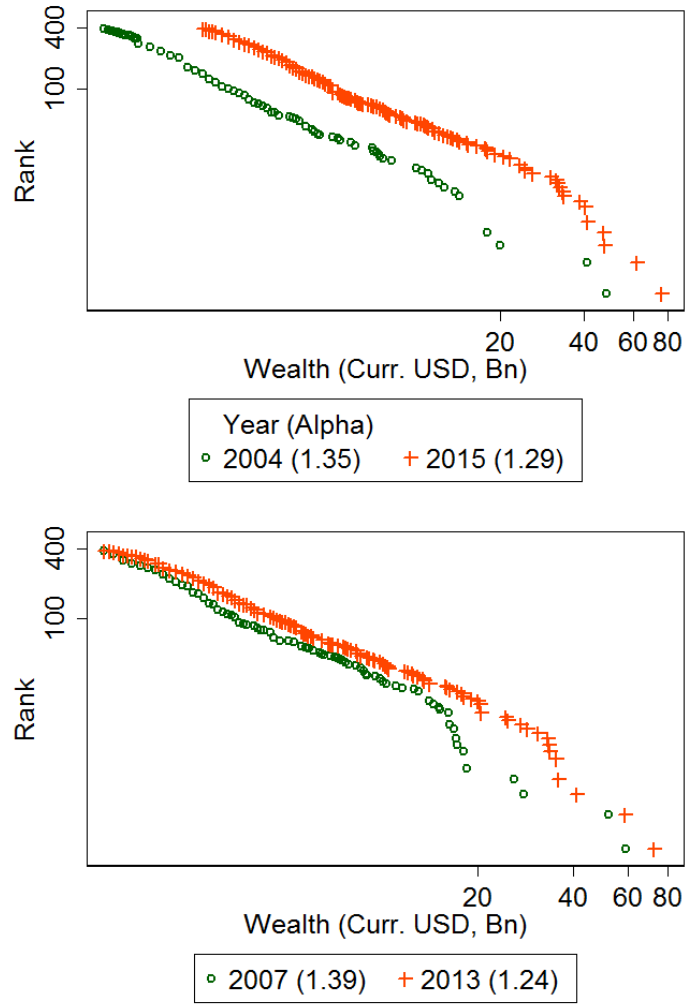 400
100
Rank
20 40 60 80
Wealth (Curr. USD, Bn)
Year (Alpha)
2004 (1.35) 2015 (1.29)
400
100
Rank
20 40 60 80
Wealth (Curr. USD, Bn)
2007 (1.39) 2013 (1.24)